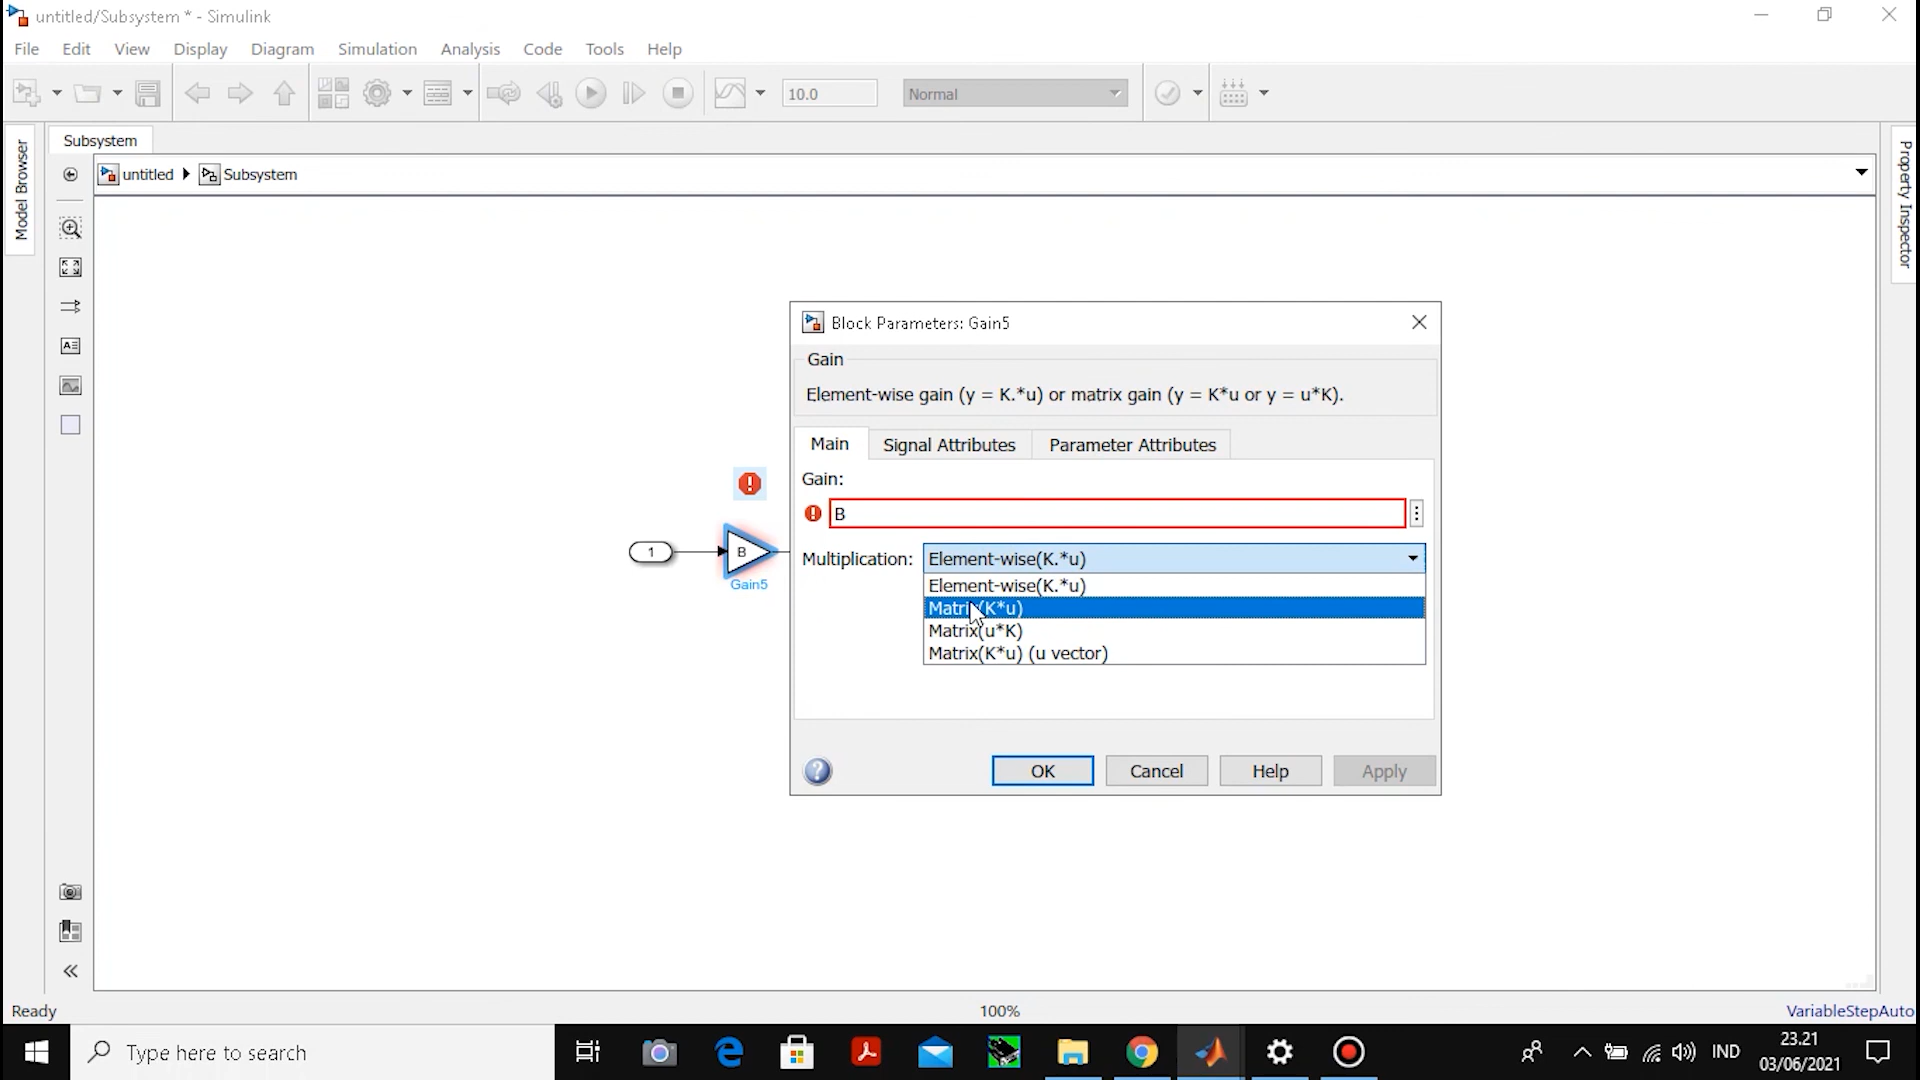 untitled/Subsystem * - Simulink
File Edit View Display Diagram Simulation Analysis Code Tools Help
10.0
Normal
Model Browser
Subsystem
untitled Subsystem
Property Inspector
Block Parameters: Gain5
Gain
Element-wise gain (y = K.*u) or matrix gain (y = K*u or y = u*K).
Main Signal Attributes Parameter Attributes
Gain:
B
Multiplication: Element-wise(K.*u)
Element-wise(K.*u)
Matrix(K*u)
Matrix(u*K)
Matrix(K*u) (u vector)
1
B
Gain5
OK Cancel Help Apply
Ready
100%
VariableStepAuto
Type here to search
IND
23.21
03/06/2021